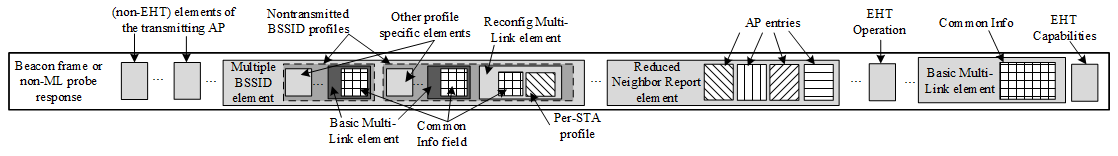 (non-EHT) elements of
the transmitting AP
Nontransmitted
BSSID profiles
Other profile
specific elements
Reconfig Multi-
Link element
AP entries
EHT
Operation
Common Info
EHT
Capabilities
Beacon frame or
non-ML probe
response
...
Multiple
BSSID
element
...
...
...
Reduced
Neighbor Report
element
...
...
Basic Multi-
Link element
Basic Multi-
Link element
Common
Info field
Per-STA
profile